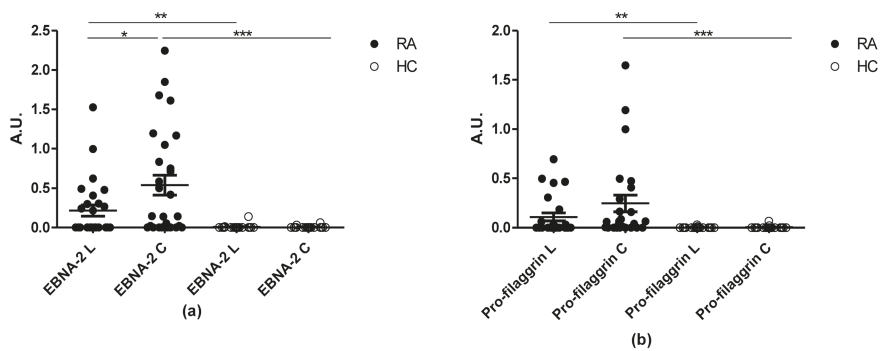 ** **
* *** ***
2.5 2.0
2.0
1.5
1.5
1.0
1.0
0.5
0.5
0.0 0.0
A.U. A.U.
RA RA
HC HC
EBNA-2 L EBNA-2 C EBNA-2 L EBNA-2 C
Pro-filaggrin L Pro-filaggrin C Pro-filaggrin L Pro-filaggrin C
(a)
(b)